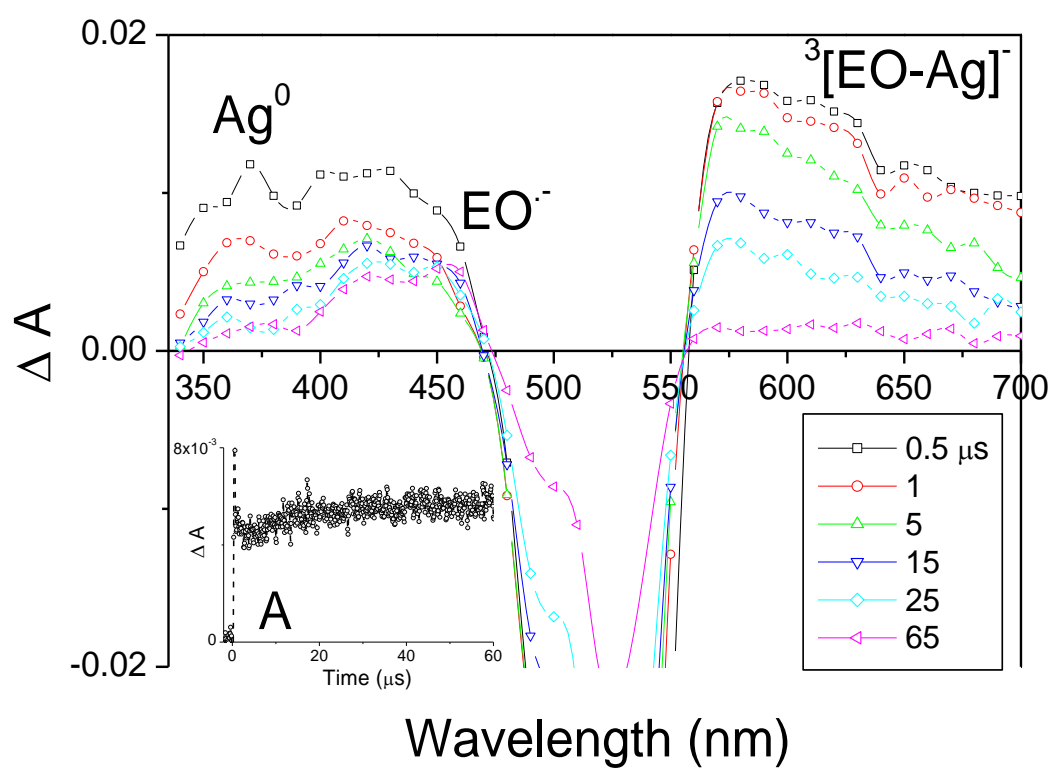 0.02
³[EO-Ag]⁻
Ag⁰
EO·⁻
Δ A
0.00
350 400 450 500 550 600 650 700
8x10⁻³
Δ A
A
0
0 20 40 60
Time (μs)
0.5 μs
1
5
15
25
65
-0.02
Wavelength (nm)